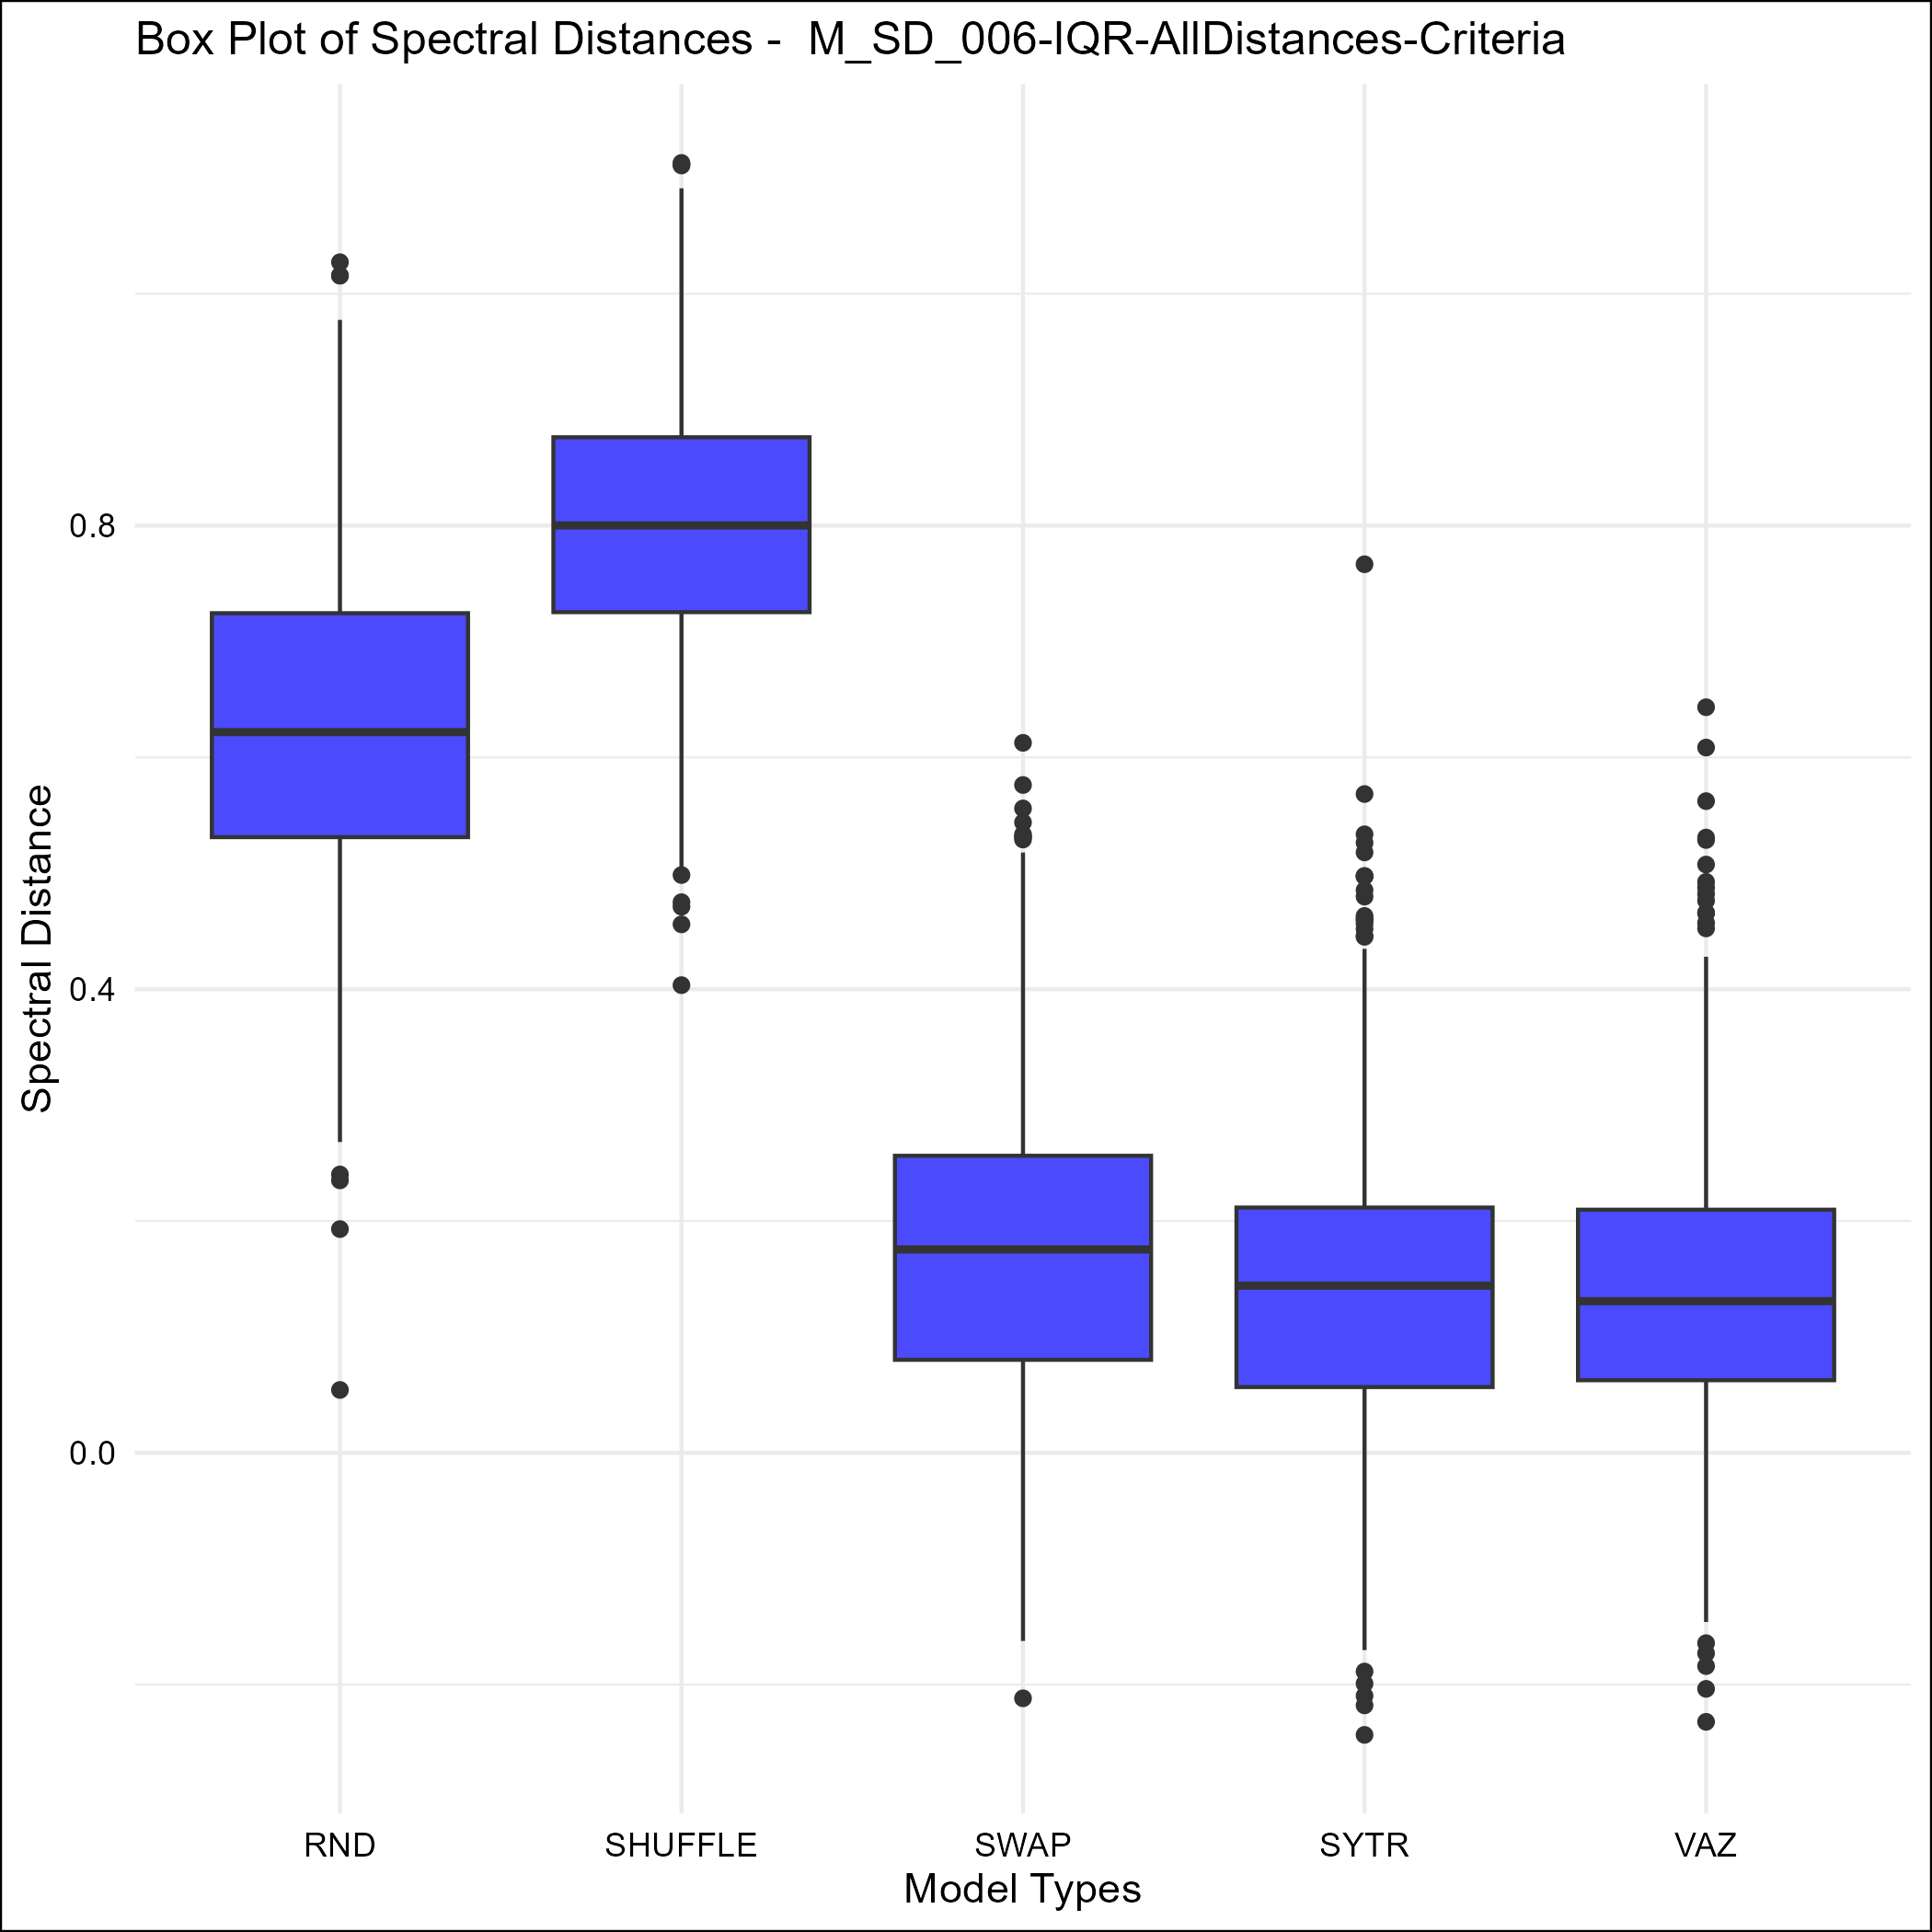 Box Plot of Spectral Distances -  M_SD_006-IQR-AllDistances-Criteria
Spectral Distance
0.8
0.4
0.0
RND SHUFFLE SWAP SYTR VAZ
Model Types